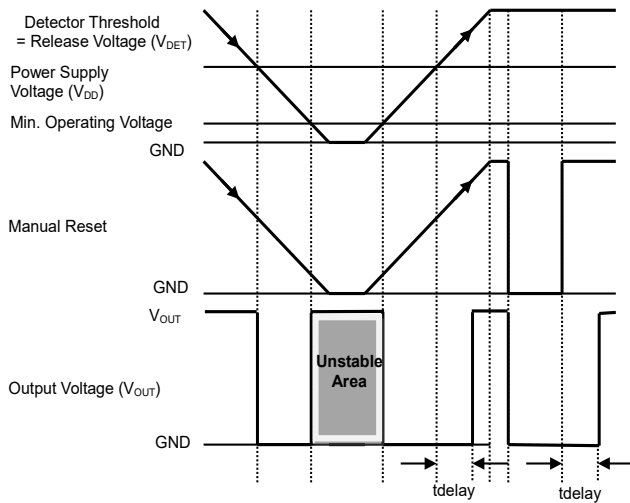 Detector Threshold
= Release Voltage (VDET)
Power Supply
Voltage (VDD)
Min. Operating Voltage
GND
Manual Reset
GND
VOUT
Unstable
Area
Output Voltage (VOUT)
GND
tdelay
tdelay